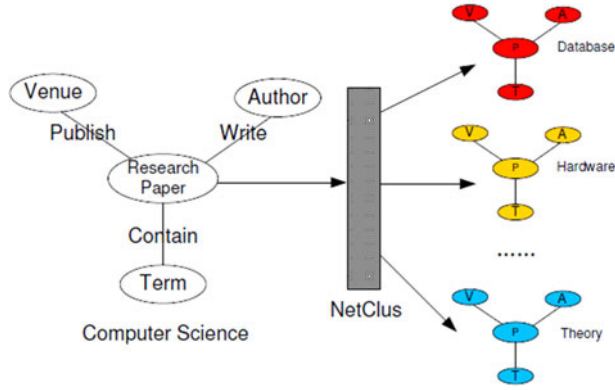 Venue
Author
Publish
Write
Research
Paper
Contain
Term
Computer Science
NetClus
V
A
P
Database
T
V
A
P
Hardware
T
......
V
A
P
Theory
T